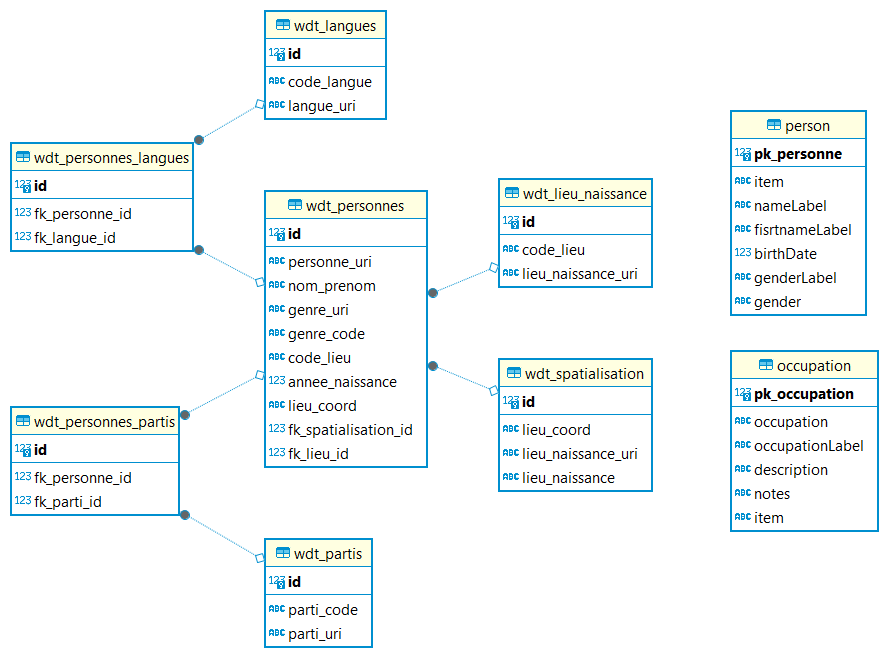 wdt_langues
123 id
ABC code_langue
ABC langue_uri
wdt_personnes_langues
123 id
123 fk_personne_id
123 fk_langue_id
wdt_personnes
123 id
ABC personne_uri
ABC nom_prenom
ABC genre_uri
ABC genre_code
ABC code_lieu
123 annee_naissance
ABC lieu_coord
123 fk_spatialisation_id
123 fk_lieu_id
wdt_lieu_naissance
123 id
ABC code_lieu
ABC lieu_naissance_uri
wdt_spatialisation
123 id
ABC lieu_coord
ABC lieu_naissance_uri
ABC lieu_naissance
wdt_personnes_partis
123 id
123 fk_personne_id
123 fk_parti_id
wdt_partis
123 id
ABC parti_code
ABC parti_uri
person
123 pk_personne
ABC item
ABC nameLabel
ABC fisrtnameLabel
123 birthDate
ABC genderLabel
ABC gender
occupation
123 pk_occupation
ABC occupation
ABC occupationLabel
ABC description
ABC notes
ABC item